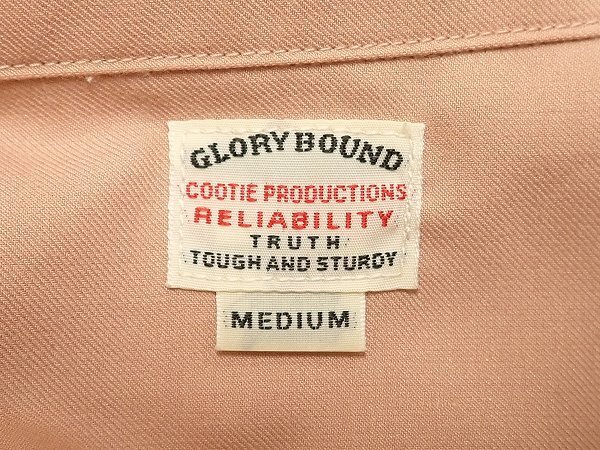 GLORY BOUND
COOTIE PRODUCTIONS
RELIABILITY
TRUTH
TOUGH AND STURDY
MEDIUM